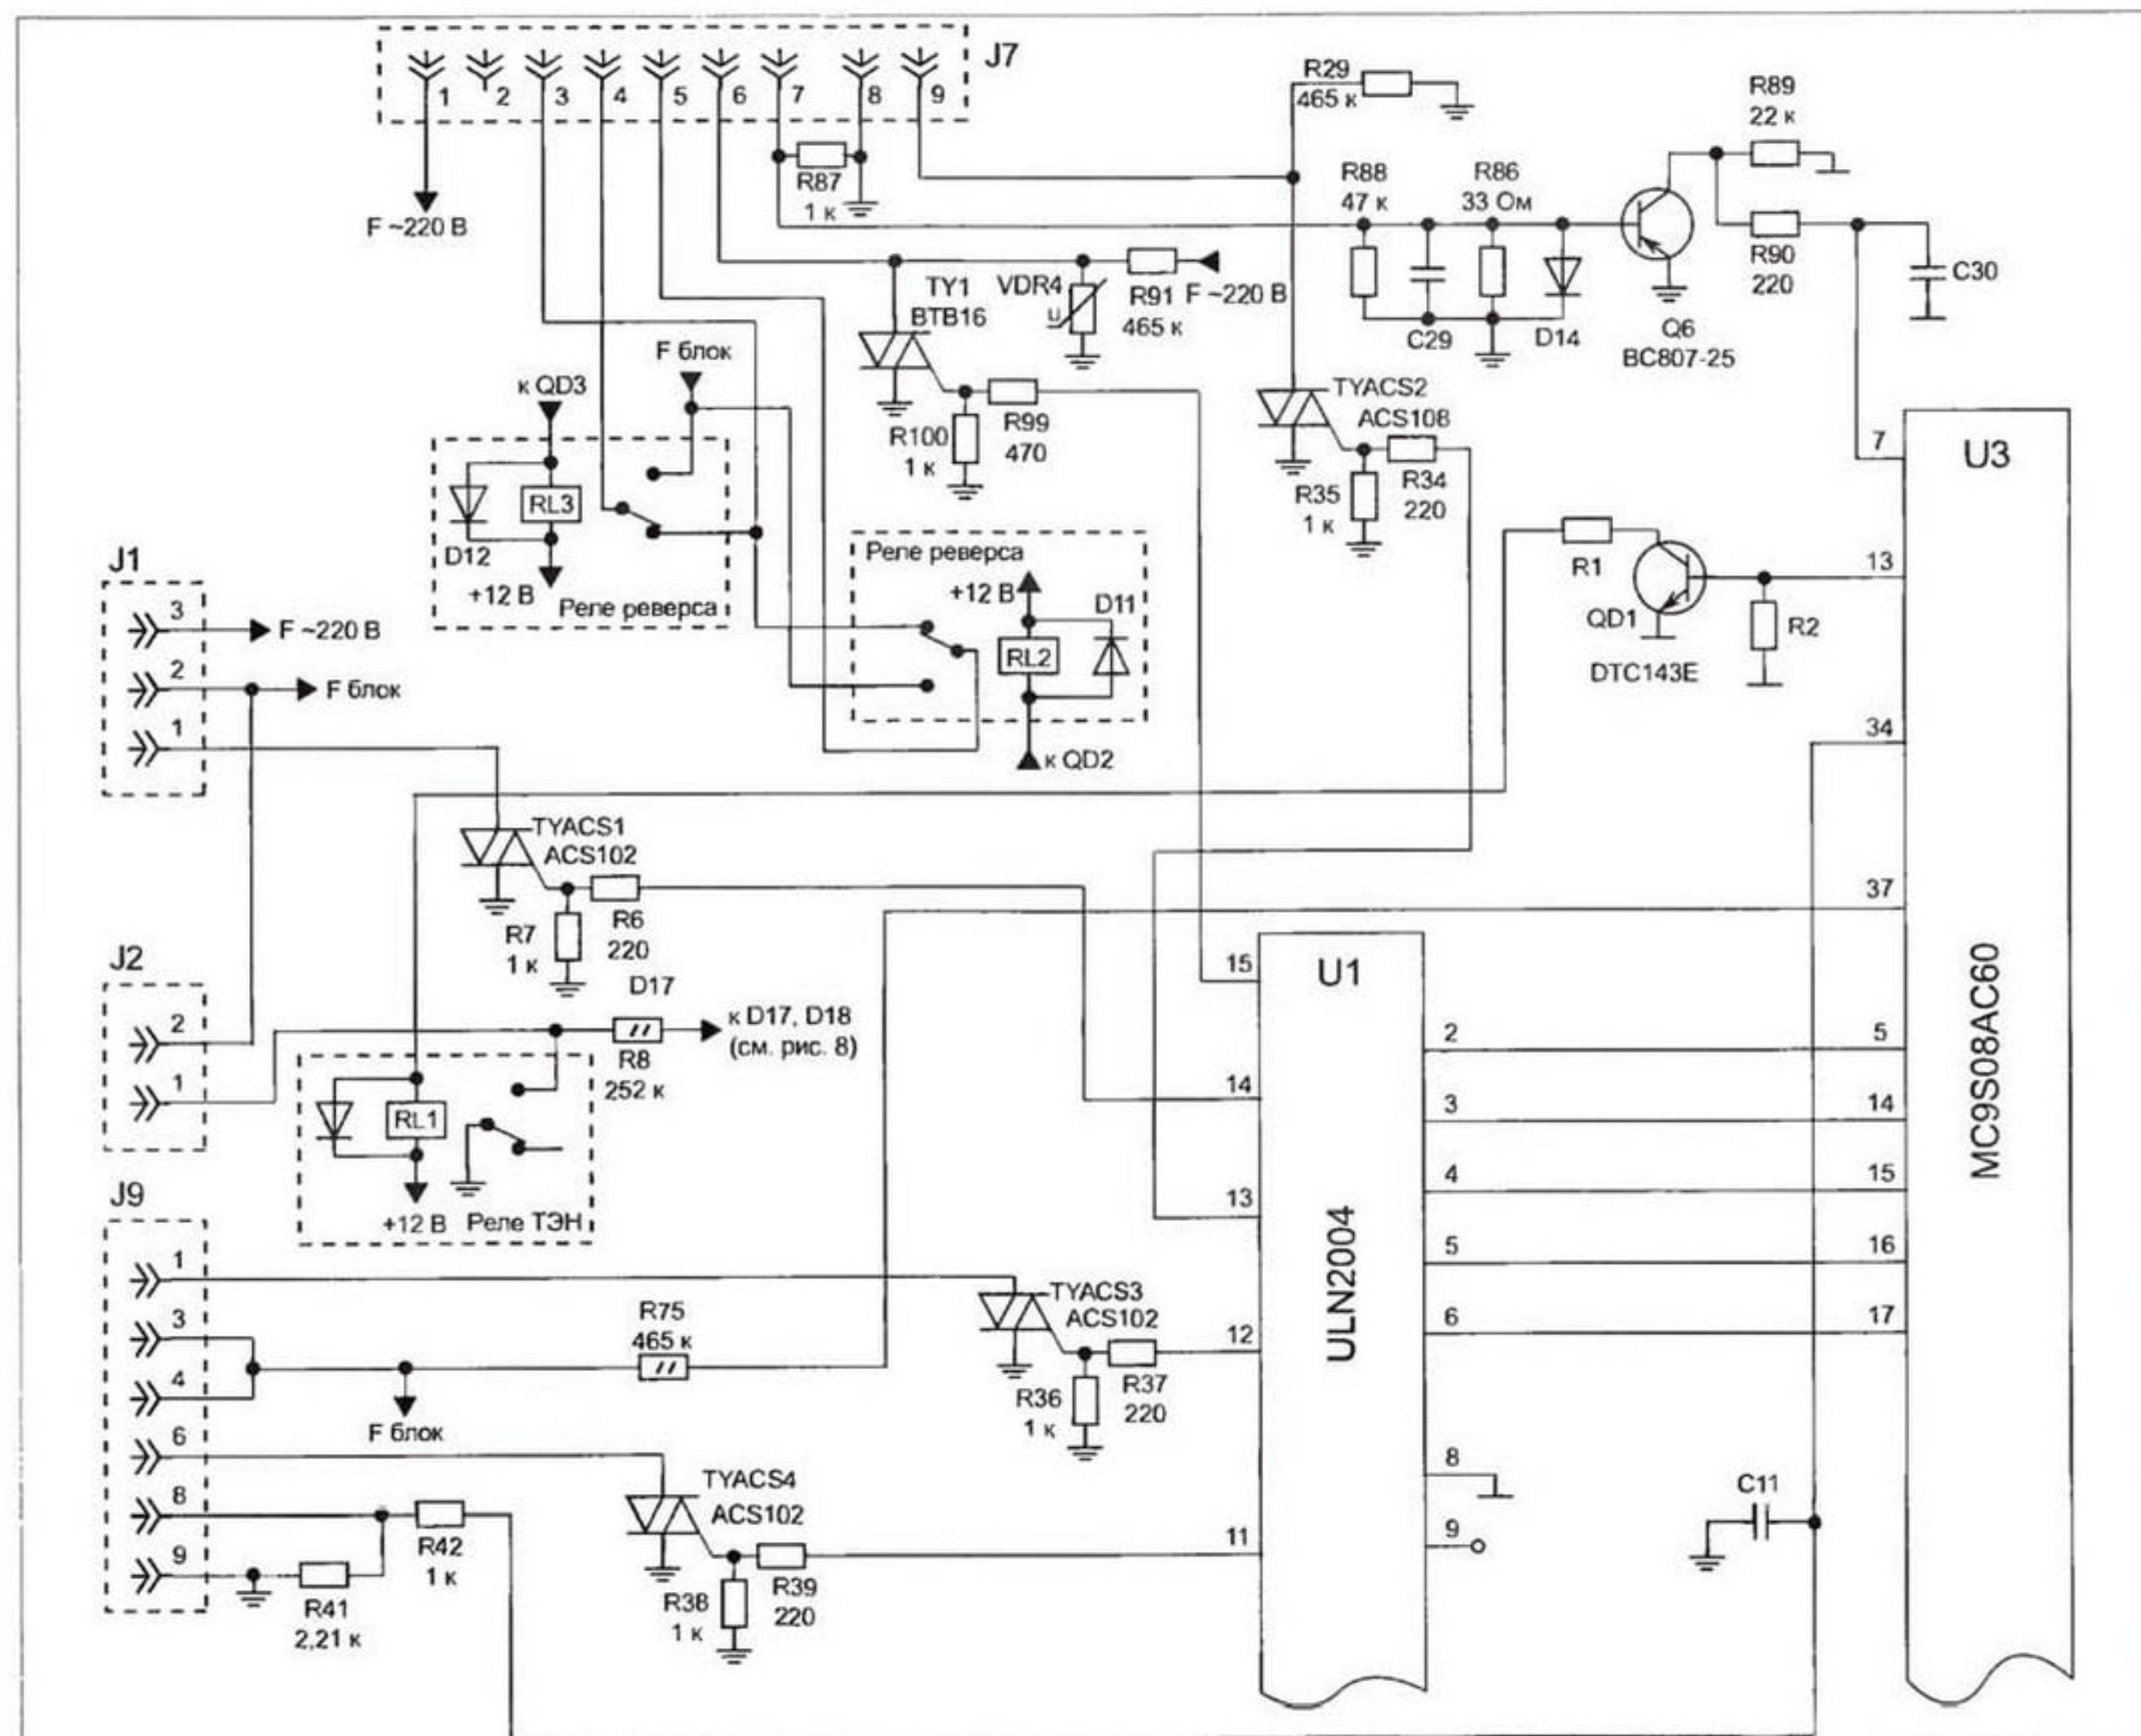 J7
1 2 3 4 5 6 7 8 9
F ~220 В
R87
1 к
R29
465 к
R88
47 к
R86
33 Ом
R89
22 к
R90
220
C30
C29
D14
Q6
BC807-25
TY1
BTB16
VDR4
U
R91
465 к
F ~220 В
R100
1 к
R99
470
TYACS2
ACS108
R35
1 к
R34
220
F блок
к QD3
RL3
D12
+12 В
Реле реверса
Реле реверса
+12 В
D11
RL2
к QD2
J1
3
F ~220 В
2
F блок
1
R1
QD1
DTC143E
R2
U3
MC9S08AC60
7
13
34
37
5
14
15
16
17
TYACS1
ACS102
R7
1 к
R6
220
D17
к D17, D18
(см. рис. 8)
R8
252 к
J2
2
1
RL1
+12 В
Реле ТЭН
J9
1
3
4
6
8
9
R75
465 к
F блок
TYACS3
ACS102
R36
1 к
R37
220
TYACS4
ACS102
R38
1 к
R39
220
R42
1 к
R41
2,21 к
U1
ULN2004
15
14
13
12
11
2
3
4
5
6
8
9
C11